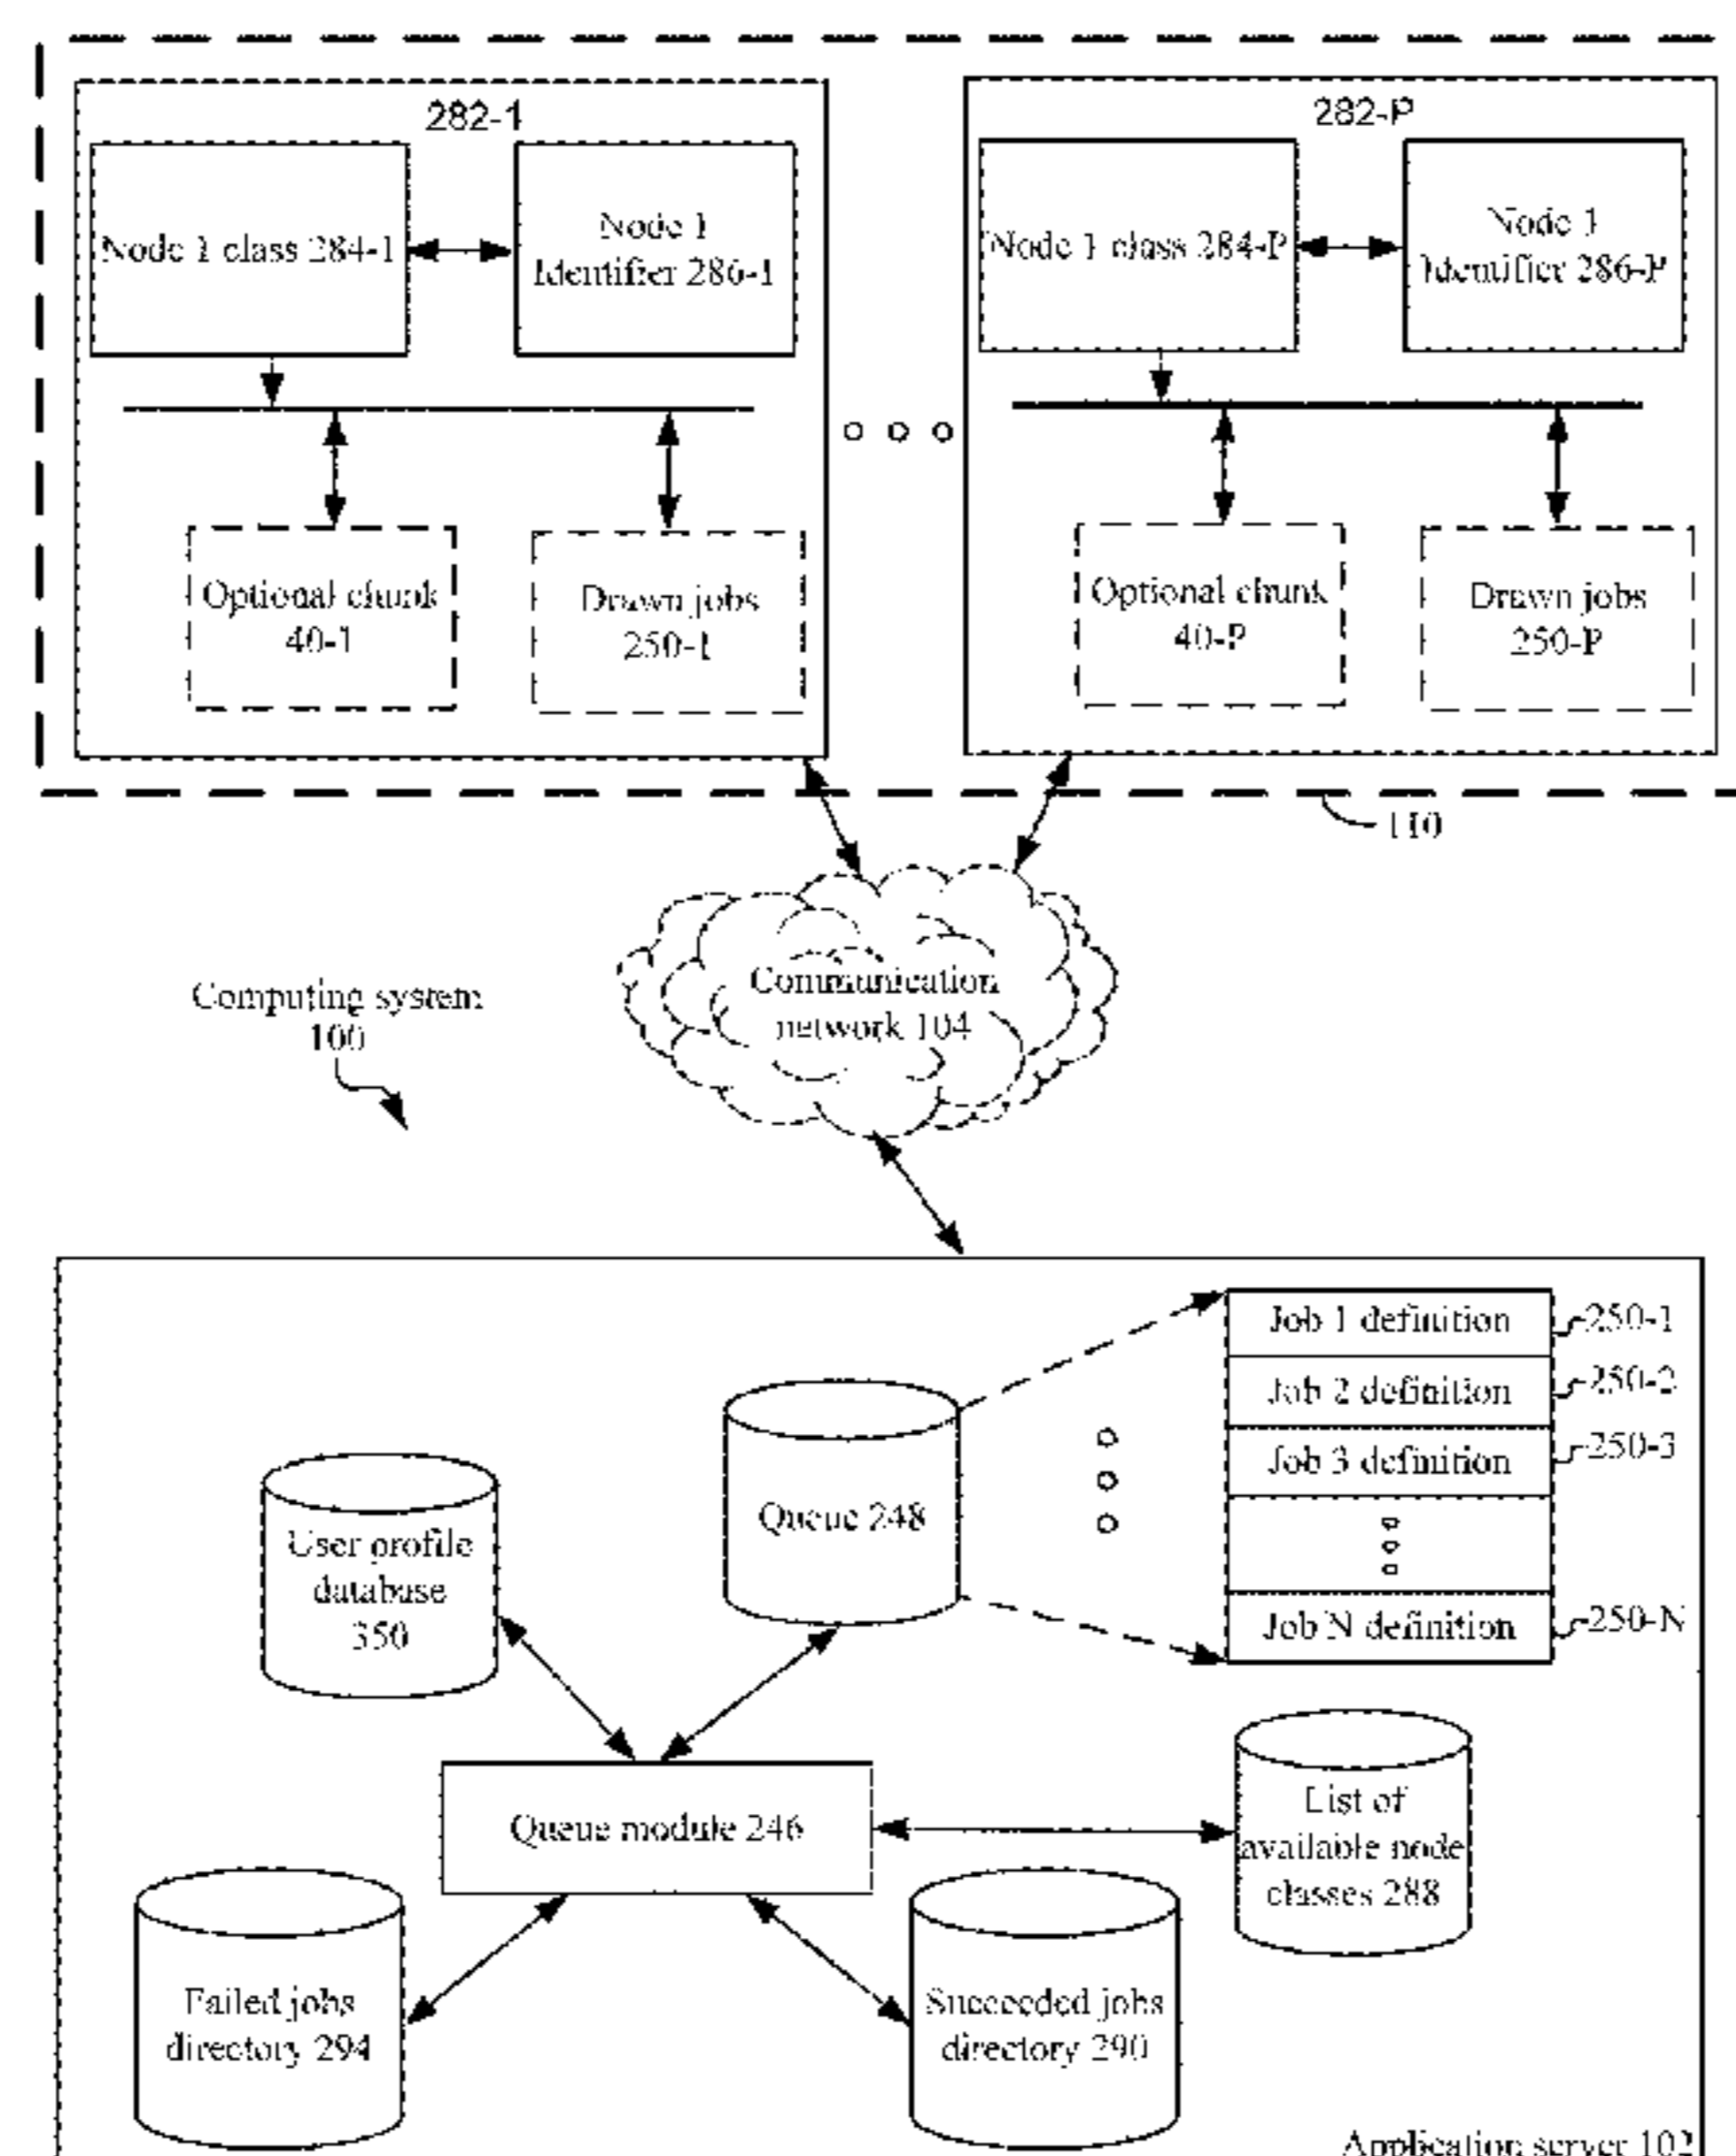 282-1
Node 1 class 284-1
Node 1
Identifier 286-1
Optional chunk
40-1
Drawn jobs
250-1
282-P
Node 1 class 284-P
Node 1
Identifier 286-P
Optional chunk
40-P
Drawn jobs
250-P
110
Communication
network 104
Computing system
100
Job 1 definition
250-1
Job 2 definition
250-2
Job 3 definition
250-3
Job N definition
250-N
Queue 248
User profile
database
350
Queue module 246
List of
available node
classes 288
Failed jobs
directory 294
Succeeded jobs
directory 290
Application server 102